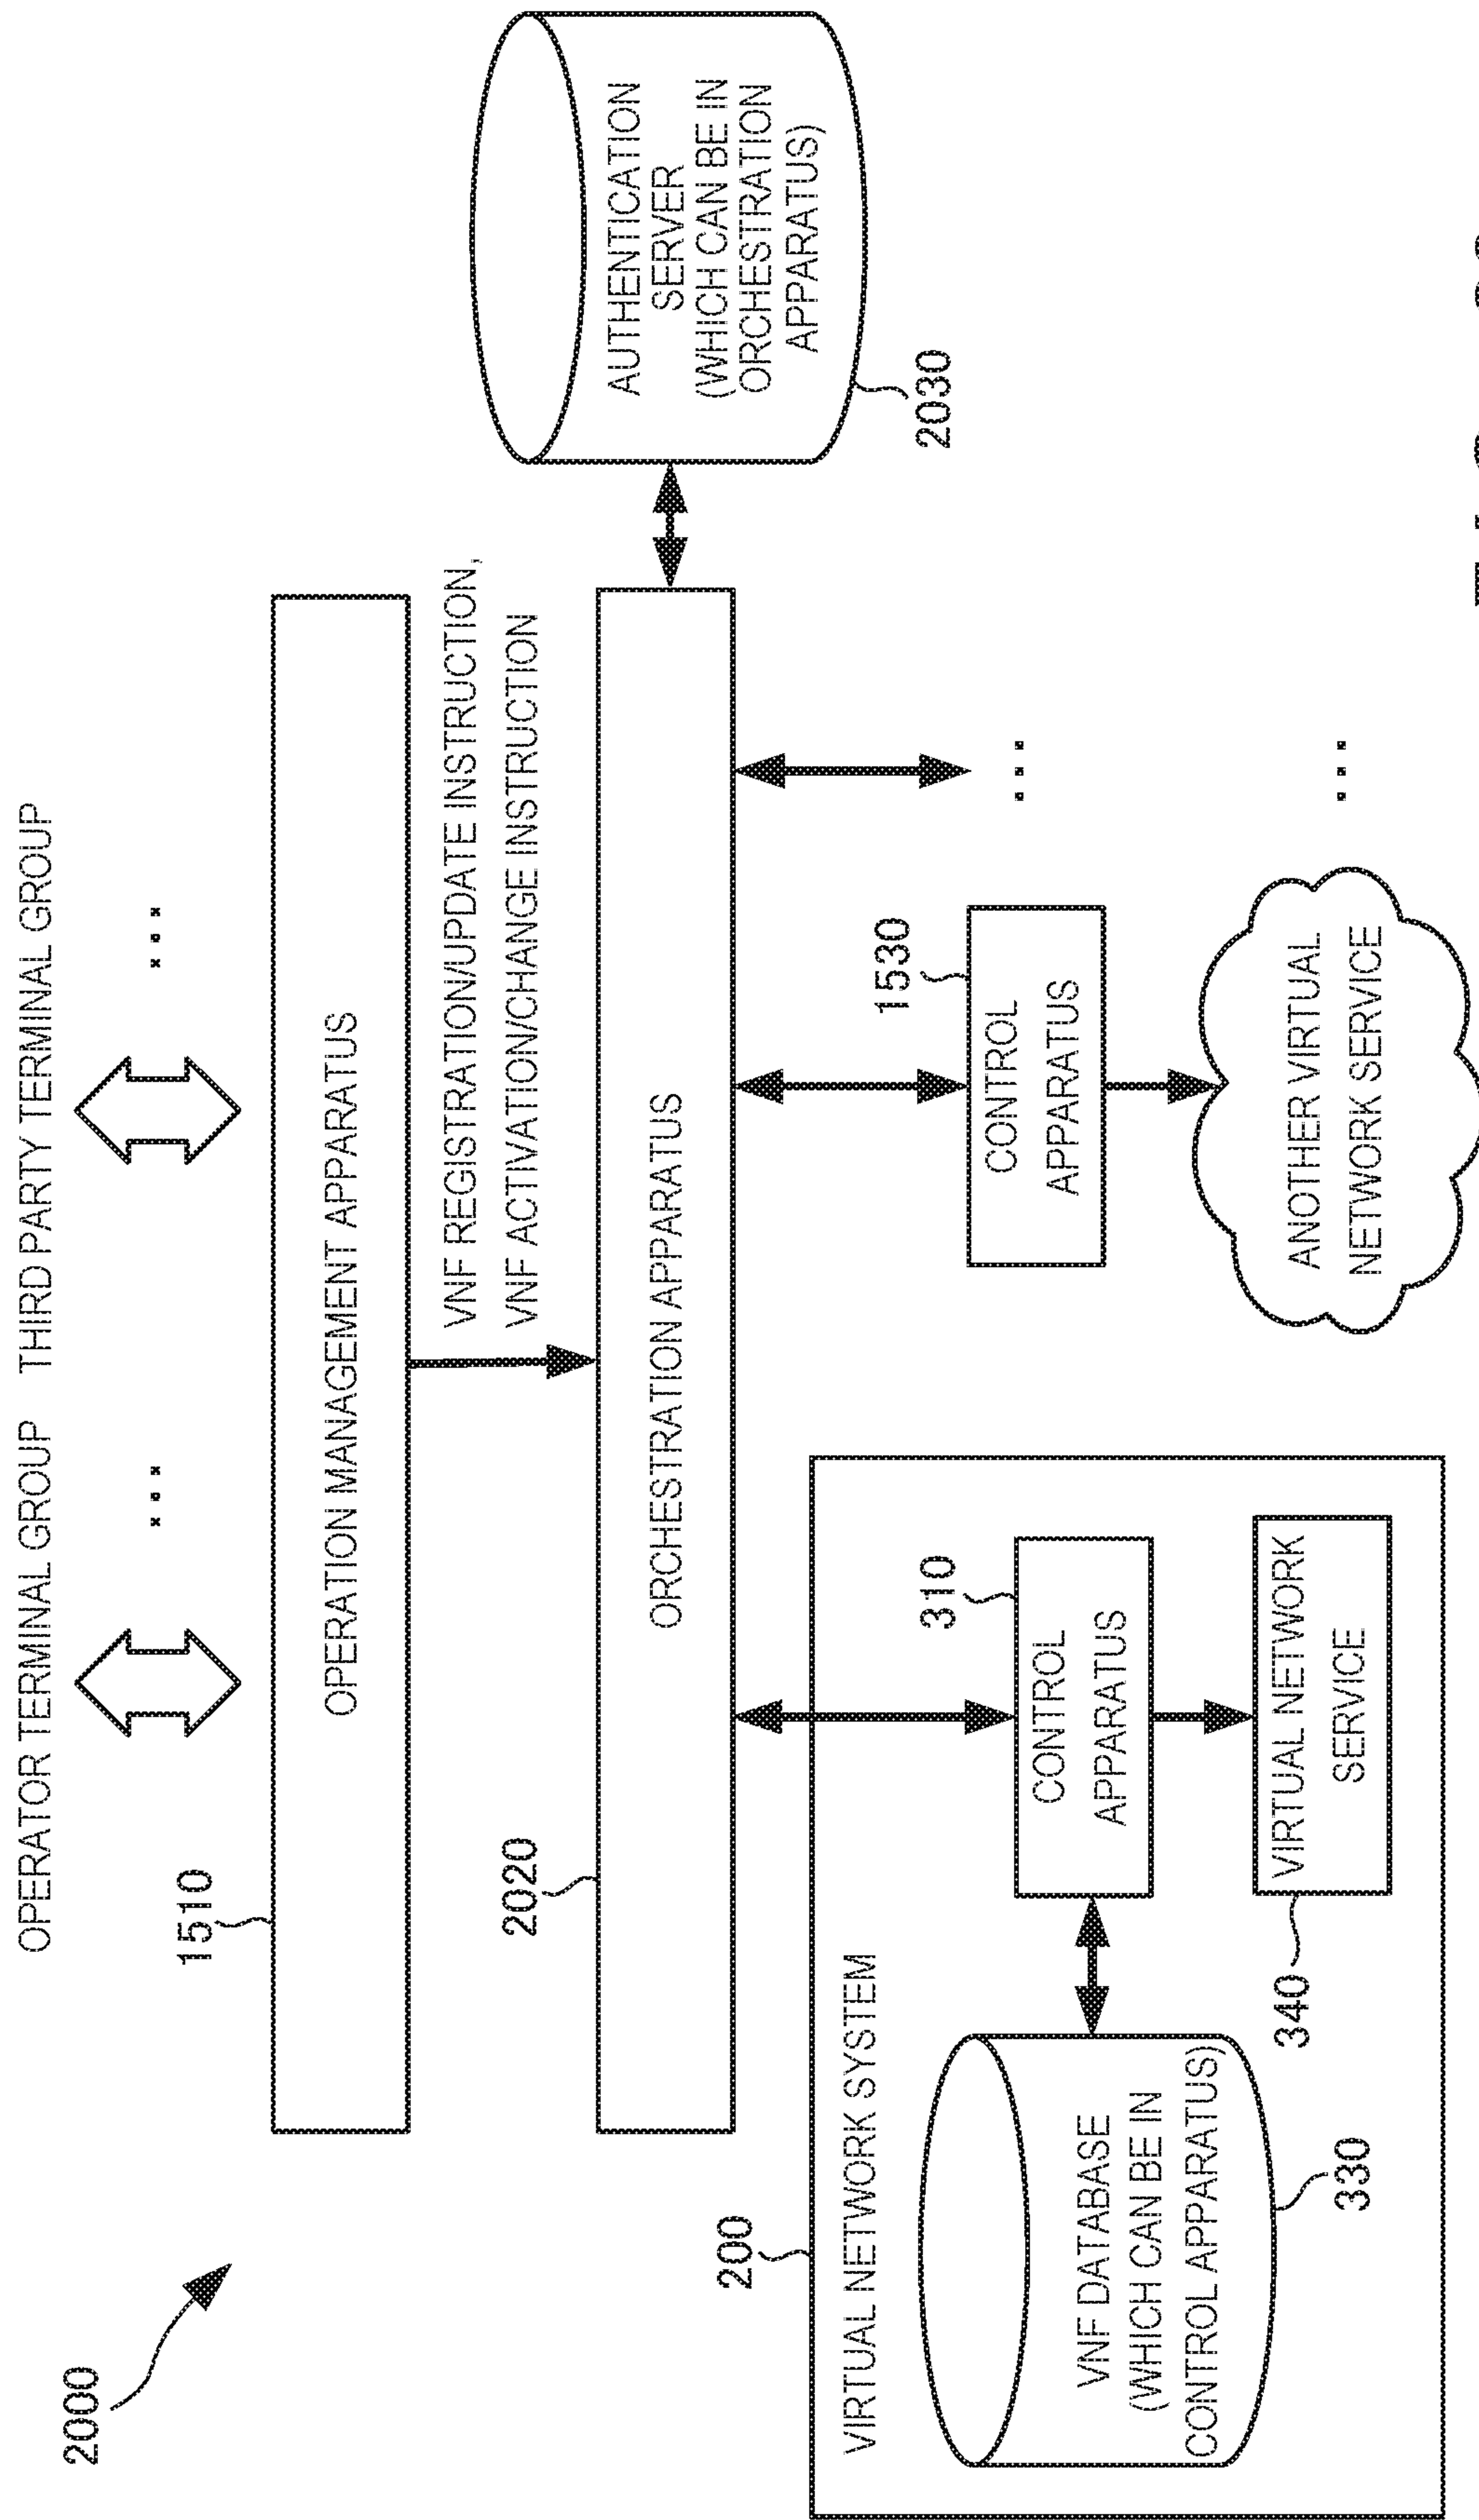 2000
OPERATOR TERMINAL GROUP
THIRD PARTY TERMINAL GROUP
...
...
1510
OPERATION MANAGEMENT APPARATUS
VNF REGISTRATION/UPDATE INSTRUCTION,
VNF ACTIVATION/CHANGE INSTRUCTION
2020
ORCHESTRATION APPARATUS
AUTHENTICATION
SERVER
(WHICH CAN BE IN
ORCHESTRATION
APPARATUS)
2030
200
VIRTUAL NETWORK SYSTEM
VNF DATABASE
(WHICH CAN BE IN
CONTROL APPARATUS)
330
310
CONTROL
APPARATUS
340
VIRTUAL NETWORK
SERVICE
1530
CONTROL
APPARATUS
...
ANOTHER VIRTUAL
NETWORK SERVICE
...